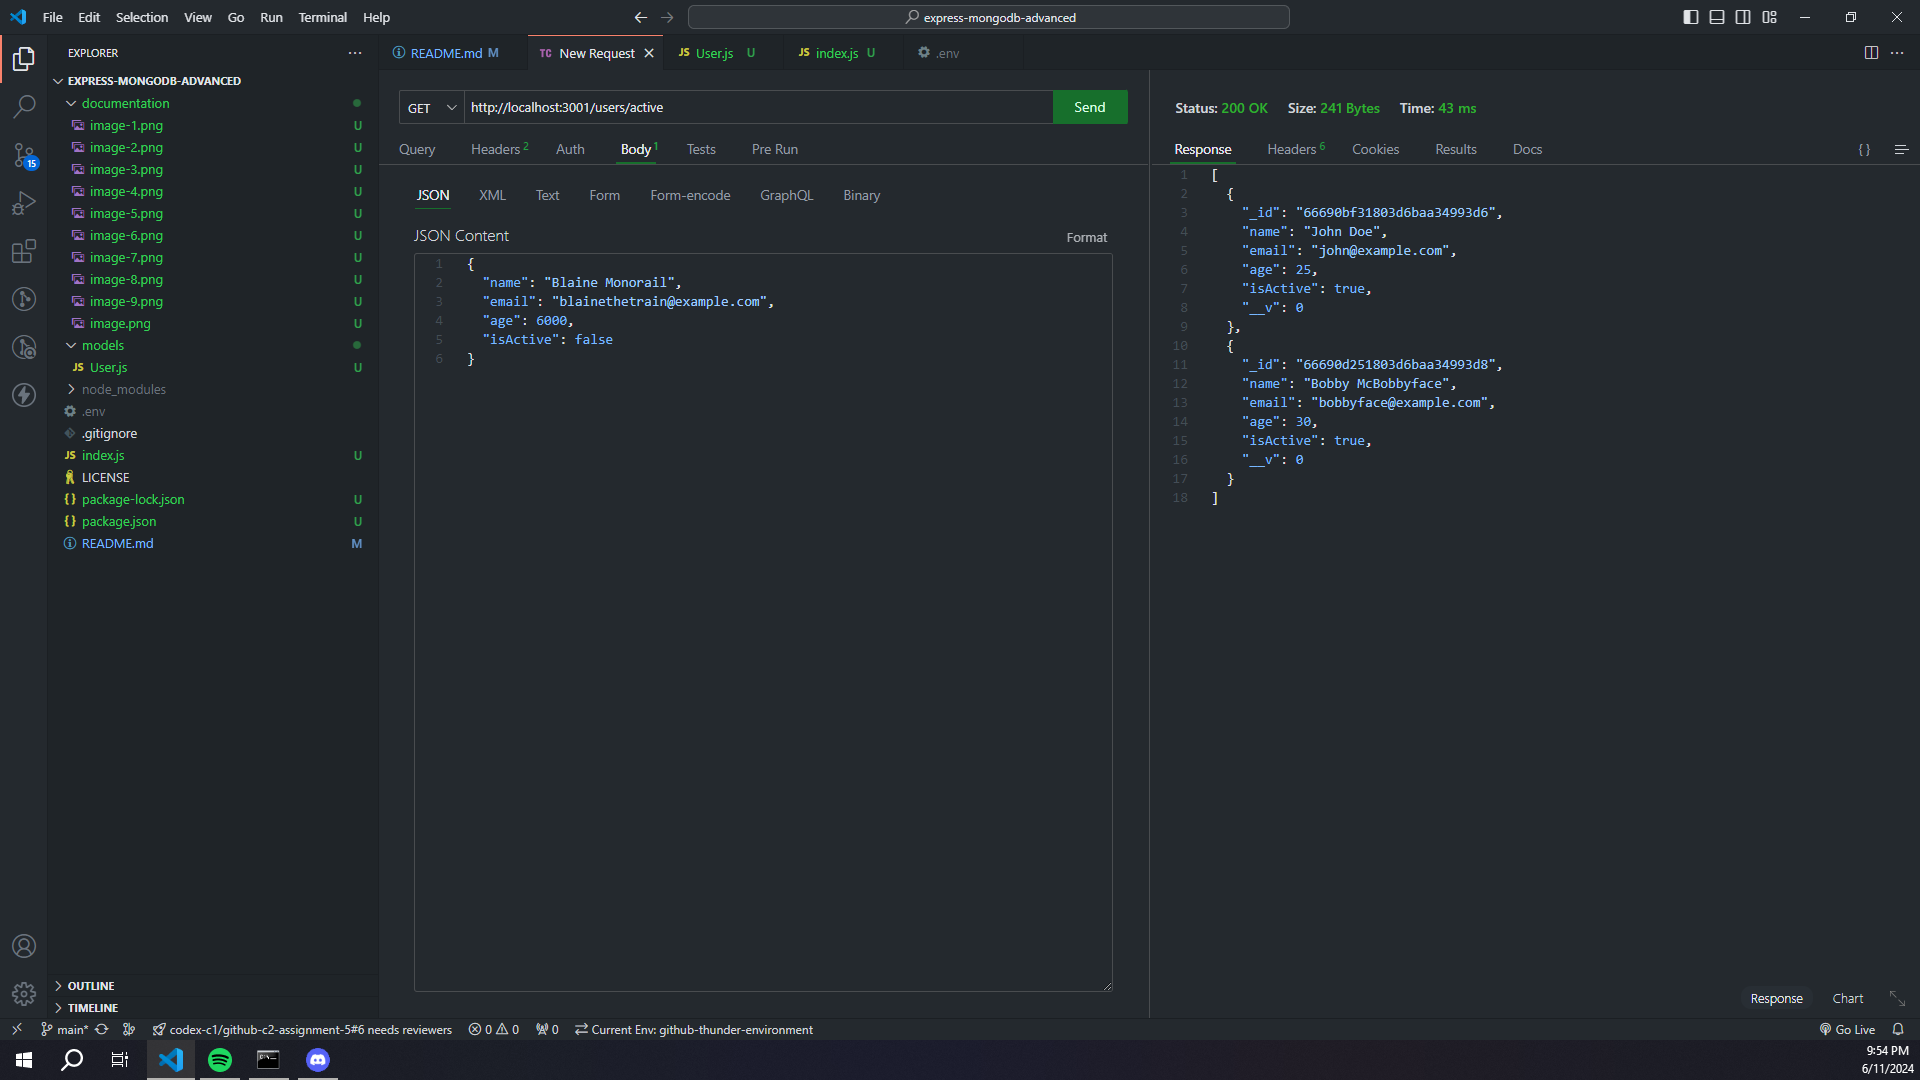 File Edit Selection View Go Run Terminal Help
express-mongodb-advanced
EXPLORER
README.md M
TC New Request
JS User.js U
JS index.js U
.env
EXPRESS-MONGODB-ADVANCED
documentation
image-1.png U
image-2.png U
image-3.png U
image-4.png U
image-5.png U
image-6.png U
image-7.png U
image-8.png U
image-9.png U
image.png U
models
JS User.js U
node_modules
.env
.gitignore
JS index.js U
LICENSE
{} package-lock.json U
{} package.json U
README.md M
OUTLINE
TIMELINE
15
GET
http://localhost:3001/users/active
Send
Query Headers 2 Auth Body 1 Tests Pre Run
JSON XML Text Form Form-encode GraphQL Binary
JSON Content
Format
1 {
2 "name": "Blaine Monorail",
3 "email": "blainethetrain@example.com",
4 "age": 6000,
5 "isActive": false
6 }
Status: 200 OK Size: 241 Bytes Time: 43 ms
Response Headers 6 Cookies Results Docs
{ }
1 [
2 {
3 "_id": "66690bf31803d6baa34993d6",
4 "name": "John Doe",
5 "email": "john@example.com",
6 "age": 25,
7 "isActive": true,
8 "__v": 0
9 },
10 {
11 "_id": "66690d251803d6baa34993d8",
12 "name": "Bobby McBobbyface",
13 "email": "bobbyface@example.com",
14 "age": 30,
15 "isActive": true,
16 "__v": 0
17 }
18 ]
Response Chart
main* codex-c1/github-c2-assignment-5#6 needs reviewers 0 0 0 Current Env: github-thunder-environment
Go Live
9:54 PM
6/11/2024